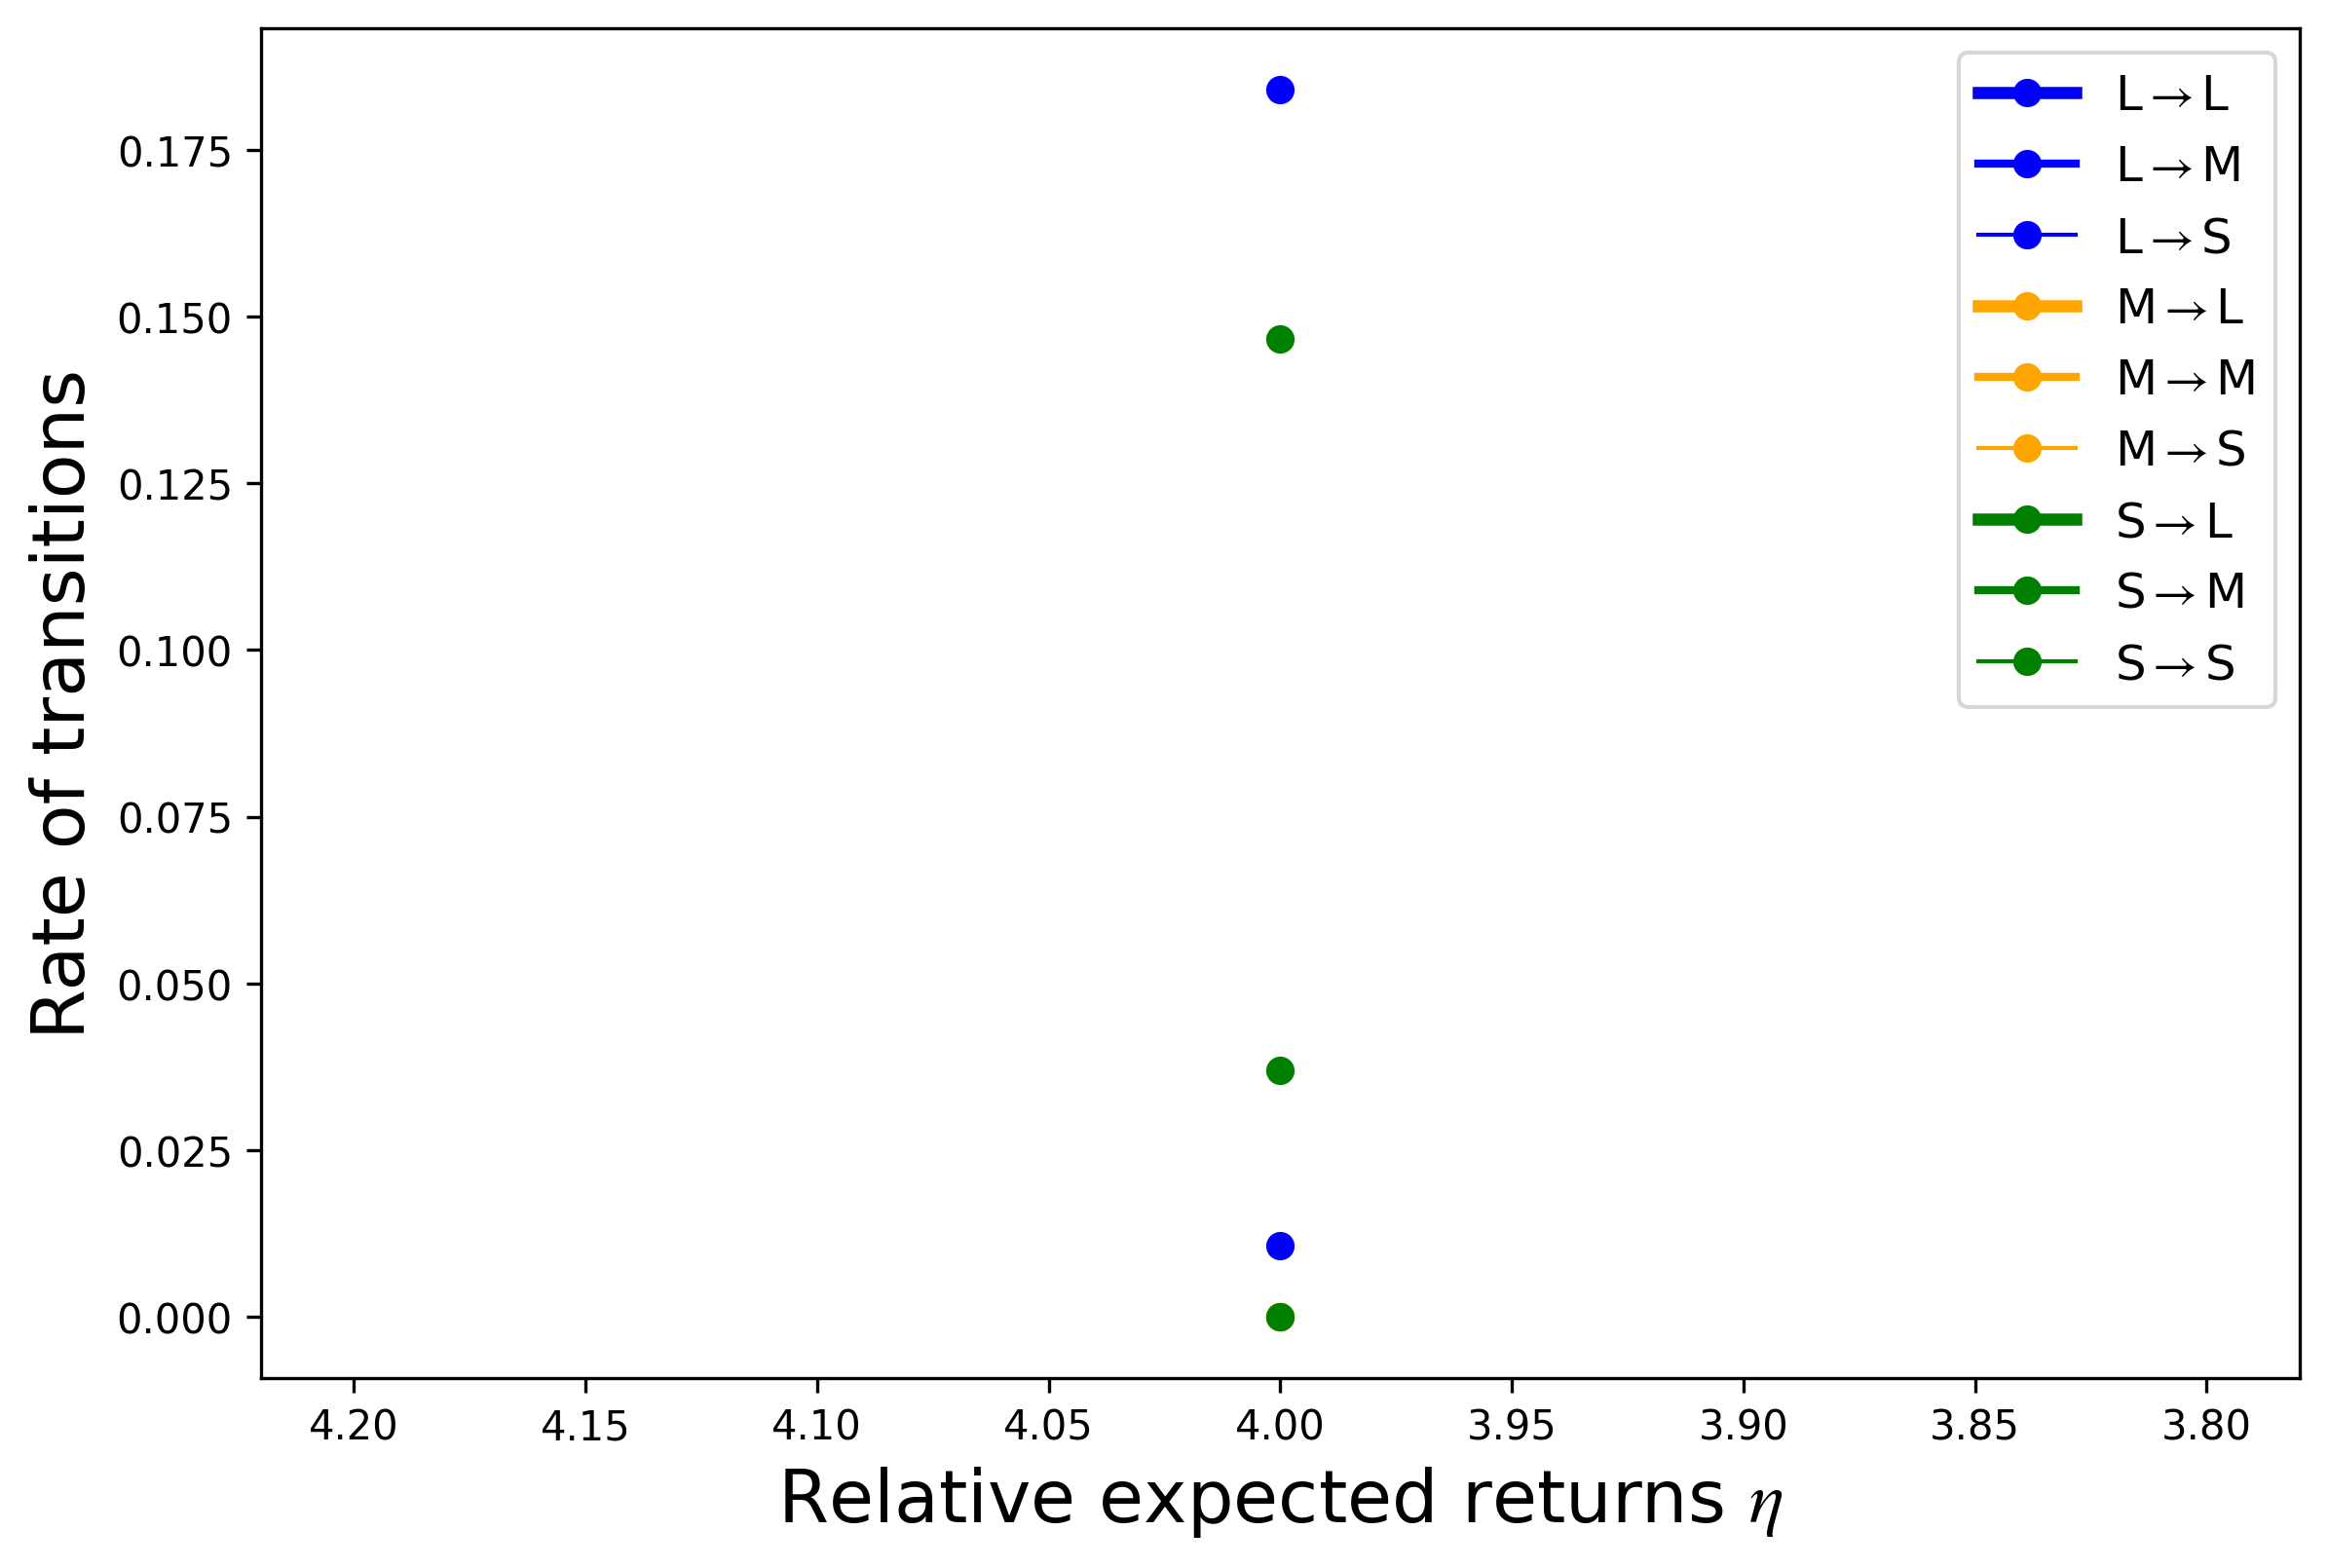 Rate of transitions
0.175
0.150
0.125
0.100
0.075
0.050
0.025
0.000
4.20 4.15 4.10 4.05 4.00 3.95 3.90 3.85 3.80
Relative expected returns η
L→L
L→M
L→S
M→L
M→M
M→S
S→L
S→M
S→S